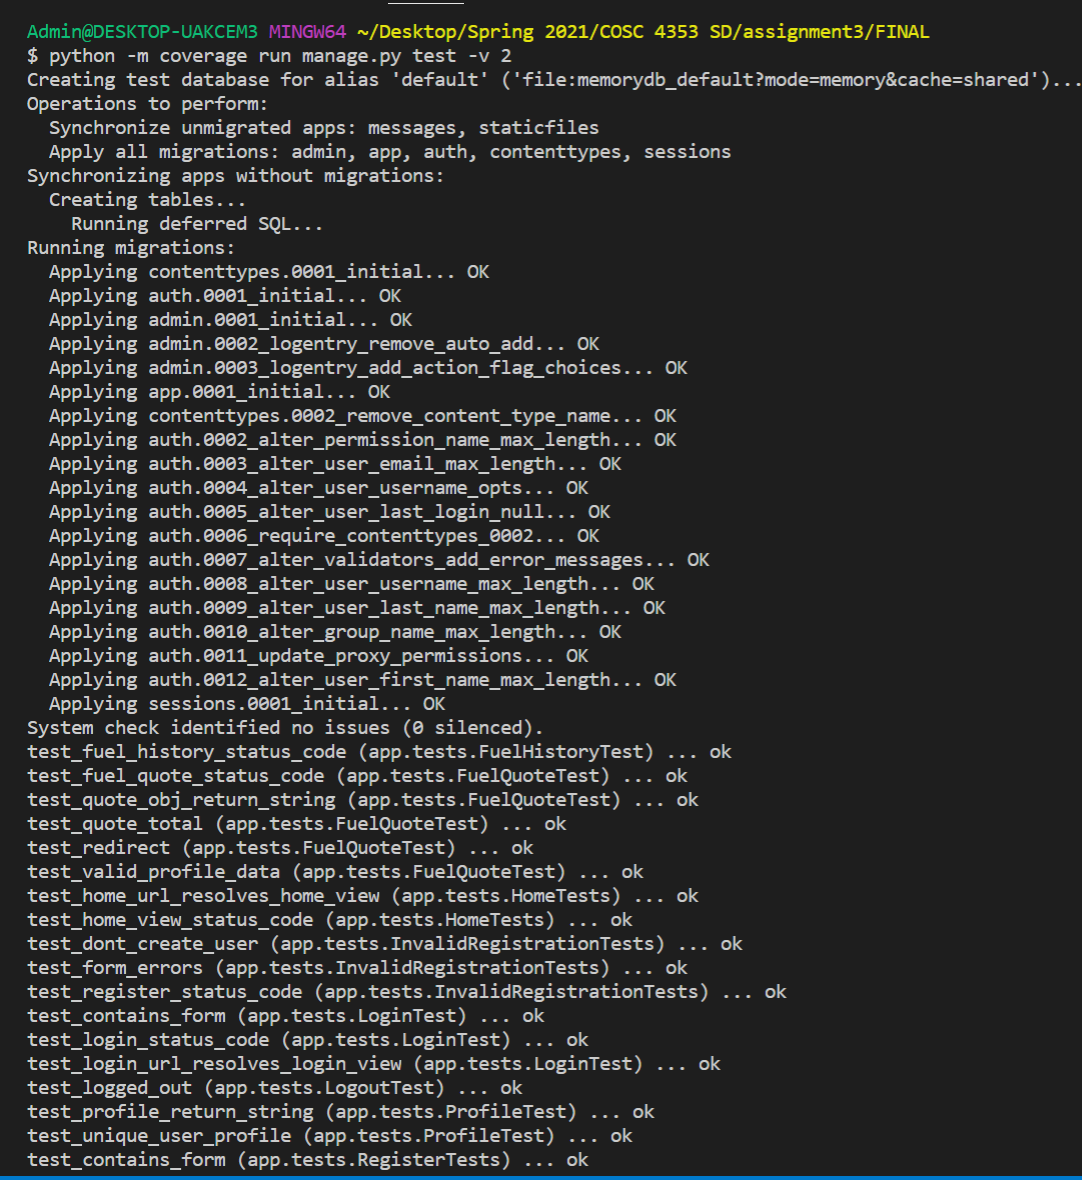 Admin@DESKTOP-UAKCEM3 MINGW64 ~/Desktop/Spring 2021/COSC 4353 SD/assignment3/FINAL
$ python -m coverage run manage.py test -v 2
Creating test database for alias 'default' ('file:memorydb_default?mode=memory&cache=shared')...
Operations to perform:
  Synchronize unmigrated apps: messages, staticfiles
  Apply all migrations: admin, app, auth, contenttypes, sessions
Synchronizing apps without migrations:
  Creating tables...
    Running deferred SQL...
Running migrations:
  Applying contenttypes.0001_initial... OK
  Applying auth.0001_initial... OK
  Applying admin.0001_initial... OK
  Applying admin.0002_logentry_remove_auto_add... OK
  Applying admin.0003_logentry_add_action_flag_choices... OK
  Applying app.0001_initial... OK
  Applying contenttypes.0002_remove_content_type_name... OK
  Applying auth.0002_alter_permission_name_max_length... OK
  Applying auth.0003_alter_user_email_max_length... OK
  Applying auth.0004_alter_user_username_opts... OK
  Applying auth.0005_alter_user_last_login_null... OK
  Applying auth.0006_require_contenttypes_0002... OK
  Applying auth.0007_alter_validators_add_error_messages... OK
  Applying auth.0008_alter_user_username_max_length... OK
  Applying auth.0009_alter_user_last_name_max_length... OK
  Applying auth.0010_alter_group_name_max_length... OK
  Applying auth.0011_update_proxy_permissions... OK
  Applying auth.0012_alter_user_first_name_max_length... OK
  Applying sessions.0001_initial... OK
System check identified no issues (0 silenced).
test_fuel_history_status_code (app.tests.FuelHistoryTest) ... ok
test_fuel_quote_status_code (app.tests.FuelQuoteTest) ... ok
test_quote_obj_return_string (app.tests.FuelQuoteTest) ... ok
test_quote_total (app.tests.FuelQuoteTest) ... ok
test_redirect (app.tests.FuelQuoteTest) ... ok
test_valid_profile_data (app.tests.FuelQuoteTest) ... ok
test_home_url_resolves_home_view (app.tests.HomeTests) ... ok
test_home_view_status_code (app.tests.HomeTests) ... ok
test_dont_create_user (app.tests.InvalidRegistrationTests) ... ok
test_form_errors (app.tests.InvalidRegistrationTests) ... ok
test_register_status_code (app.tests.InvalidRegistrationTests) ... ok
test_contains_form (app.tests.LoginTest) ... ok
test_login_status_code (app.tests.LoginTest) ... ok
test_login_url_resolves_login_view (app.tests.LoginTest) ... ok
test_logged_out (app.tests.LogoutTest) ... ok
test_profile_return_string (app.tests.ProfileTest) ... ok
test_unique_user_profile (app.tests.ProfileTest) ... ok
test_contains_form (app.tests.RegisterTests) ... ok